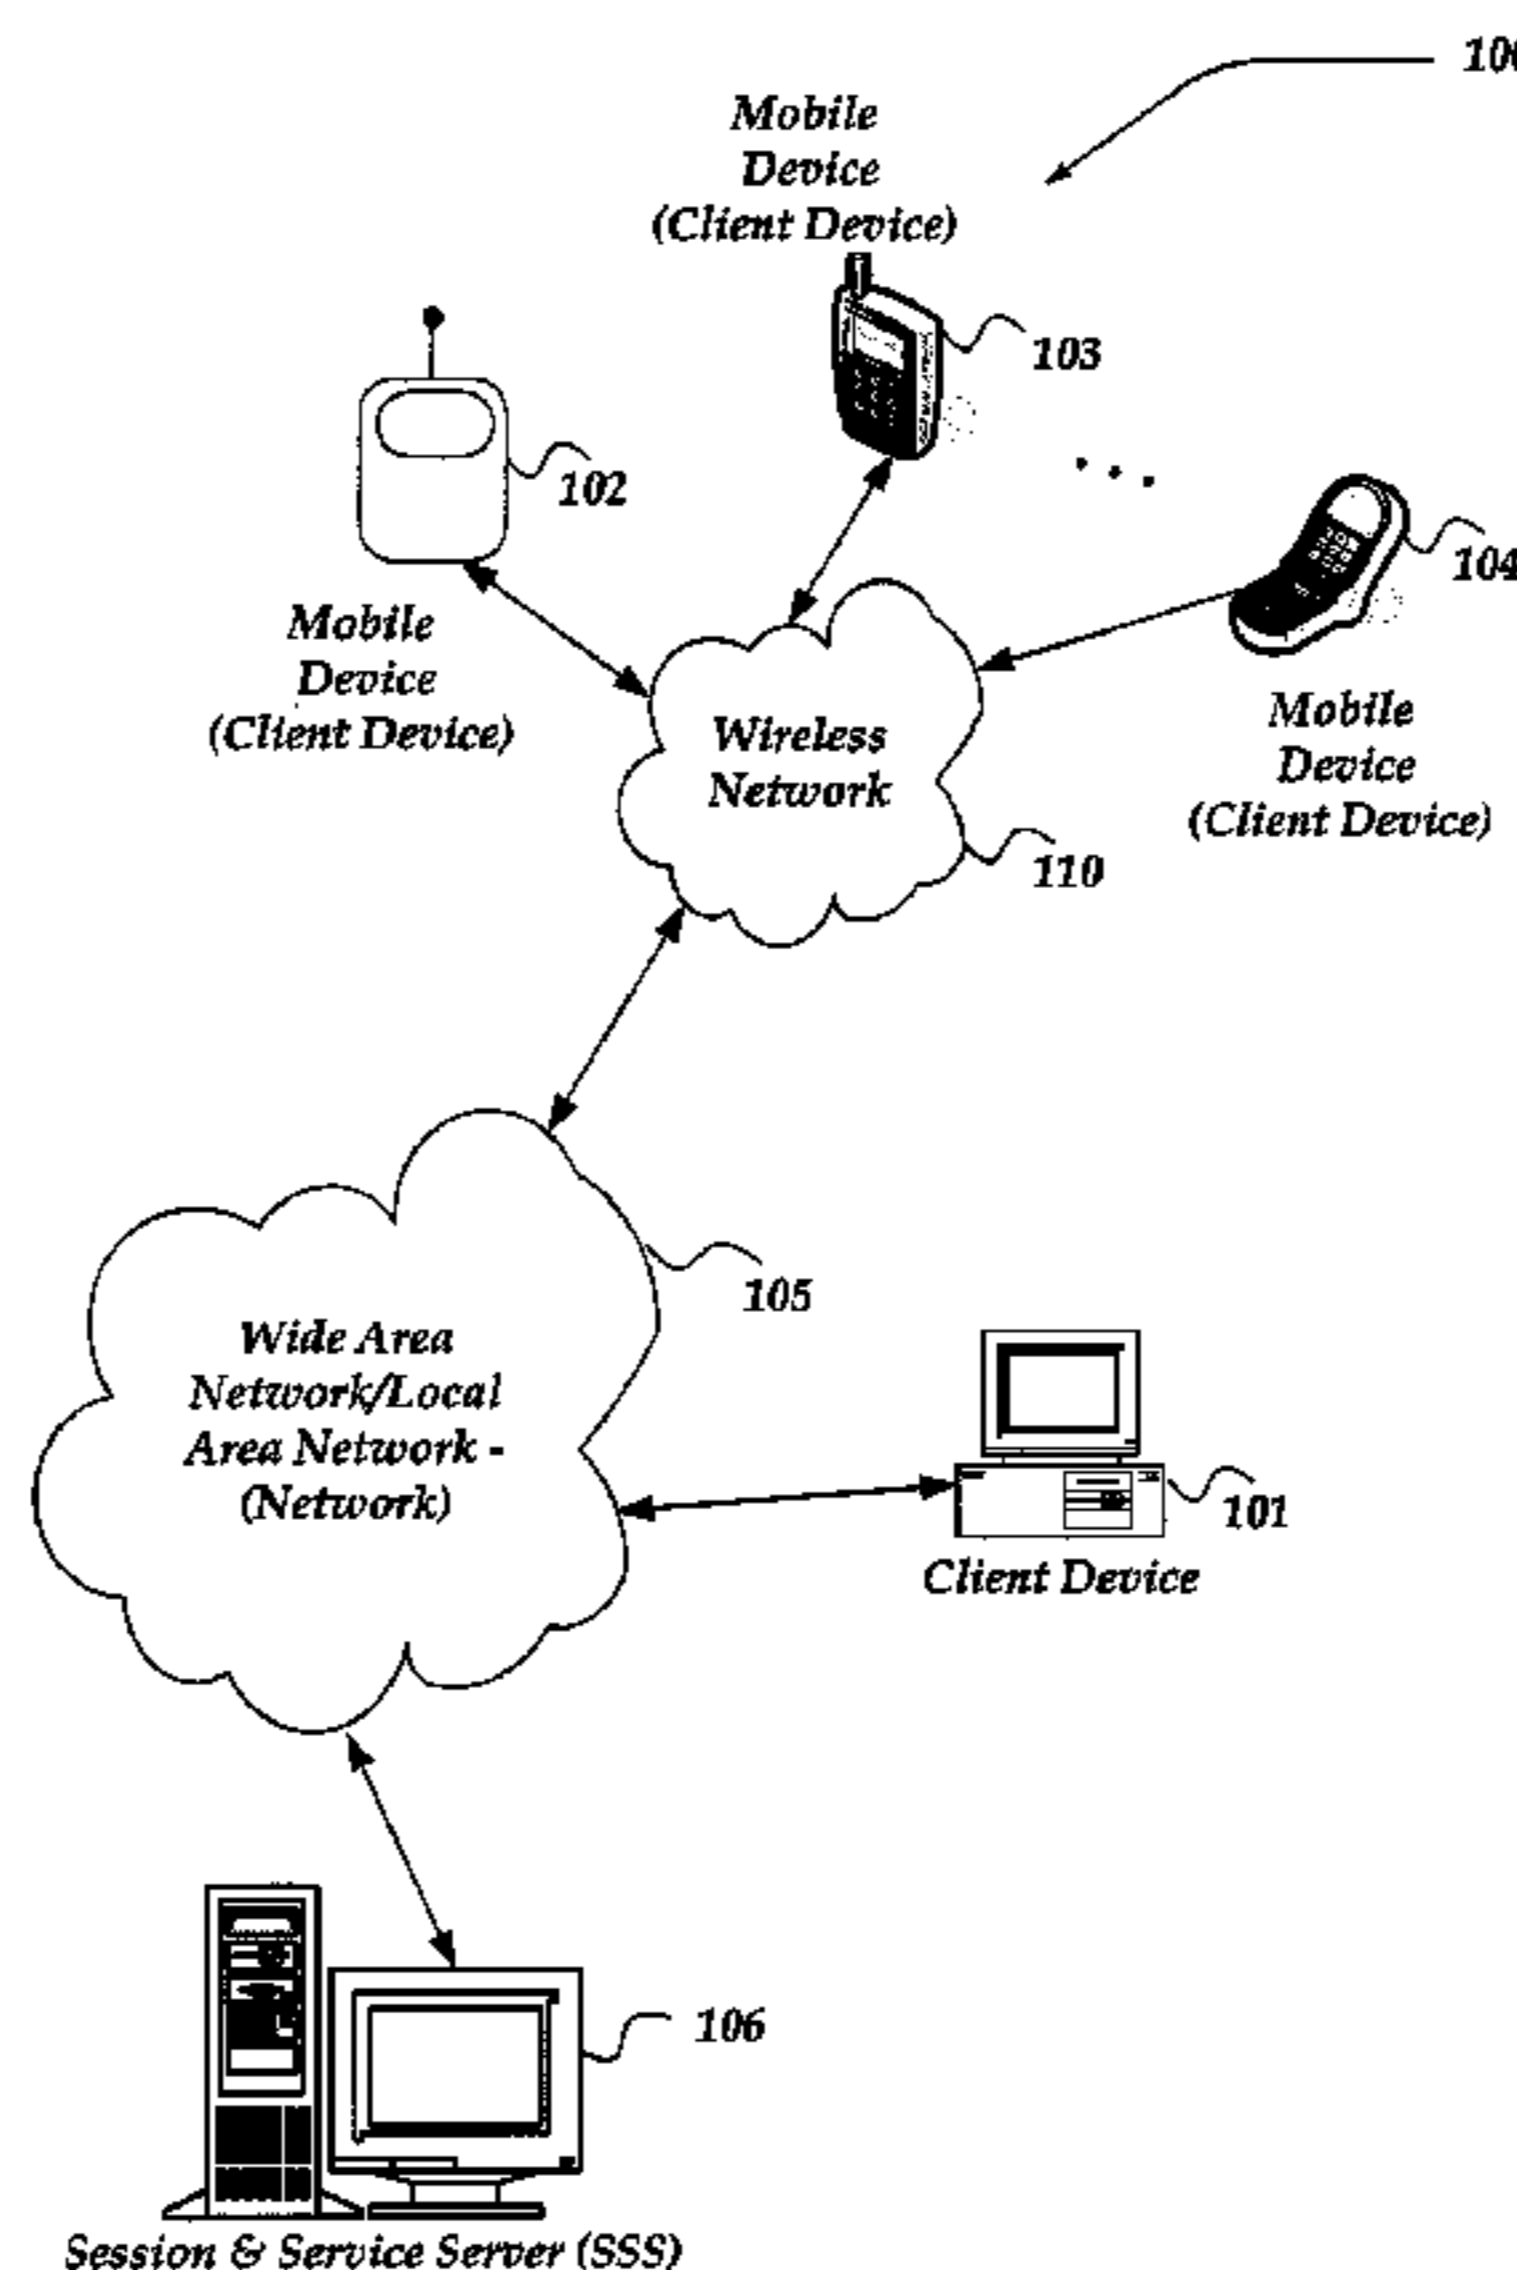 100
Mobile
Device
(Client Device)
103
102
104
Mobile
Device
(Client Device)
Wireless
Network
Mobile
Device
(Client Device)
110
105
Wide Area
Network/Local
Area Network -
(Network)
101
Client Device
106
Session & Service Server (SSS)